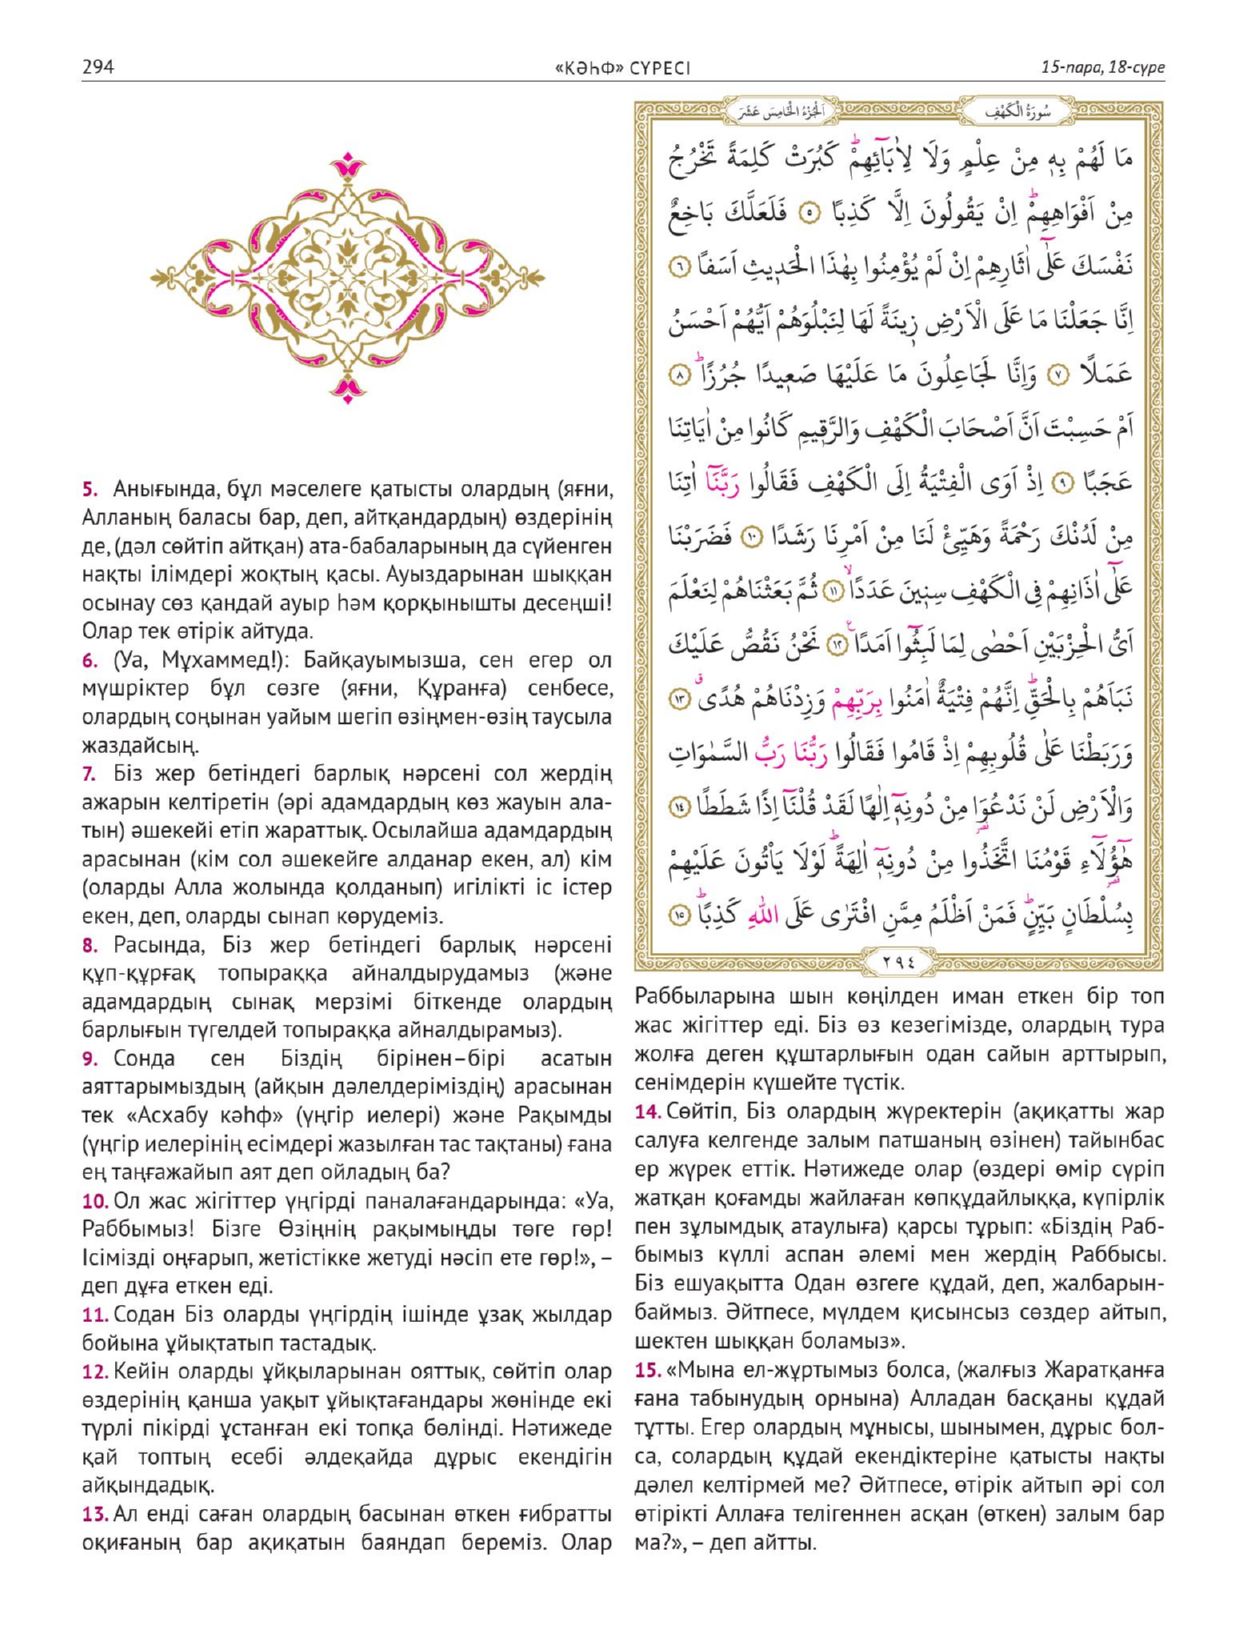 294
«КӘҺФ» СҮРЕСІ
15-пара, 18-сүре
5. Анығында, бұл мәселеге қатысты олардың (яғни,
Алланың баласы бар, деп, айтқандардың) өздерінің
де, (дәл сөйтіп айтқан) ата-бабаларының да сүйенген
нақты ілімдері жоқтың қасы. Ауыздарынан шыққан
осынау сөз қандай ауыр һәм қорқынышты десеңші!
Олар тек өтірік айтуда.
6. (Уа, Мұхаммед!): Байқауымызша, сен егер ол
мүшріктер бұл сөзге (яғни, Құранға) сенбесе,
олардың соңынан уайым шегіп өзіңмен-өзің таусыла
жаздайсың.
7. Біз жер бетіндегі барлық нәрсені сол жердің
ажарын келтіретін (әрі адамдардың көз жауын ала-
тын) әшекейі етіп жараттық. Осылайша адамдардың
арасынан (кім сол әшекейге алданар екен, ал) кім
(оларды Алла жолында қолданып) игілікті іс істер
екен, деп, оларды сынап көрудеміз.
8. Расында, Біз жер бетіндегі барлық нәрсені
құп-құрғақ топыраққа айналдырудамыз (және
адамдардың сынақ мерзімі біткенде олардың
барлығын түгелдей топыраққа айналдырамыз).
9. Сонда сен Біздің бірінен–бірі асатын
аяттарымыздың (айқын дәлелдеріміздің) арасынан
тек «Асхабу кәһф» (үңгір иелері) және Рақымды
(үңгір иелерінің есімдері жазылған тас тақтаны) ғана
ең таңғажайып аят деп ойладың ба?
10. Ол жас жігіттер үңгірді паналағандарында: «Уа,
Раббымыз! Бізге Өзіңнің рақымыңды төге гөр!
Ісімізді оңғарып, жетістікке жетуді нәсіп ете гөр!», –
деп дұға еткен еді.
11. Содан Біз оларды үңгірдің ішінде ұзақ жылдар
бойына ұйықтатып тастадық.
12. Кейін оларды ұйқыларынан ояттық, сөйтіп олар
өздерінің қанша уақыт ұйықтағандары жөнінде екі
түрлі пікірді ұстанған екі топқа бөлінді. Нәтижеде
қай топтың есебі әлдеқайда дұрыс екендігін
айқындадық.
13. Ал енді саған олардың басынан өткен ғибратты
оқиғаның бар ақиқатын баяндап береміз. Олар
سُورَةُ الْكَهْفِ
اَلْجُزْءُ الْخَامِسَ عَشَرَ
مَا لَهُمْ بِه۪ مِنْ عِلْمٍ وَلَا لِاٰبَٓائِهِمْۜ كَبُرَتْ كَلِمَةً تَخْرُجُ
مِنْ اَفْوَاهِهِمْۜ اِنْ يَقُولُونَ اِلَّا كَذِبًا ﴿٥﴾ فَلَعَلَّكَ بَاخِعٌ
نَفْسَكَ عَلٰٓى اٰثَارِهِمْ اِنْ لَمْ يُؤْمِنُوا بِهٰذَا الْحَد۪يثِ اَسَفًا ﴿٦﴾
اِنَّا جَعَلْنَا مَا عَلَى الْاَرْضِ ز۪ينَةً لَهَا لِنَبْلُوَهُمْ اَيُّهُمْ اَحْسَنُ
عَمَلًا ﴿٧﴾ وَاِنَّا لَجَاعِلُونَ مَا عَلَيْهَا صَع۪يدًا جُرُزًاۜ ﴿٨﴾
اَمْ حَسِبْتَ اَنَّ اَصْحَابَ الْكَهْفِ وَالرَّق۪يمِ كَانُوا مِنْ اٰيَاتِنَا
عَجَبًا ﴿٩﴾ اِذْ اَوَى الْفِتْيَةُ اِلَى الْكَهْفِ فَقَالُوا رَبَّنَٓا اٰتِنَا
مِنْ لَدُنْكَ رَحْمَةً وَهَيِّئْ لَنَا مِنْ اَمْرِنَا رَشَدًا ﴿١٠﴾ فَضَرَبْنَا
عَلٰٓى اٰذَانِهِمْ فِي الْكَهْفِ سِن۪ينَ عَدَدًاۙ ﴿١١﴾ ثُمَّ بَعَثْنَاهُمْ لِنَعْلَمَ
اَيُّ الْحِزْبَيْنِ اَحْصٰى لِمَا لَبِثُٓوا اَمَدًاۚ ﴿١٢﴾ نَحْنُ نَقُصُّ عَلَيْكَ
نَبَاَهُمْ بِالْحَقِّۜ اِنَّهُمْ فِتْيَةٌ اٰمَنُوا بِرَبِّهِمْ وَزِدْنَاهُمْ هُدًىۗ ﴿١٣﴾
وَرَبَطْنَا عَلٰى قُلُوبِهِمْ اِذْ قَامُوا فَقَالُوا رَبُّنَا رَبُّ السَّمٰوَاتِ
وَالْاَرْضِ لَنْ نَدْعُوَ۬ا مِنْ دُونِه۪ٓ اِلٰهًا لَقَدْ قُلْنَٓا اِذًا شَطَطًا ﴿١٤﴾
هٰٓؤُ۬لَٓاءِ قَوْمُنَا اتَّخَذُوا مِنْ دُونِه۪ٓ اٰلِهَةًۜ لَوْلَا يَاْتُونَ عَلَيْهِمْ
بِسُلْطَانٍ بَيِّنٍۜ فَمَنْ اَظْلَمُ مِمَّنِ افْتَرٰى عَلَى اللّٰهِ كَذِبًاۜ ﴿١٥﴾
٢٩٤
Раббыларына шын көңілден иман еткен бір топ
жас жігіттер еді. Біз өз кезегімізде, олардың тура
жолға деген құштарлығын одан сайын арттырып,
сенімдерін күшейте түстік.
14. Сөйтіп, Біз олардың жүректерін (ақиқатты жар
салуға келгенде залым патшаның өзінен) тайынбас
ер жүрек еттік. Нәтижеде олар (өздері өмір сүріп
жатқан қоғамды жайлаған көпқұдайлыққа, күпірлік
пен зұлымдық атаулыға) қарсы тұрып: «Біздің Раб-
бымыз күллі аспан әлемі мен жердің Раббысы.
Біз ешуақытта Одан өзгеге құдай, деп, жалбарын-
баймыз. Әйтпесе, мүлдем қисынсыз сөздер айтып,
шектен шыққан боламыз».
15. «Мына ел-жұртымыз болса, (жалғыз Жаратқанға
ғана табынудың орнына) Алладан басқаны құдай
тұтты. Егер олардың мұнысы, шынымен, дұрыс бол-
са, солардың құдай екендіктеріне қатысты нақты
дәлел келтірмей ме? Әйтпесе, өтірік айтып әрі сол
өтірікті Аллаға телігеннен асқан (өткен) залым бар
ма?», – деп айтты.